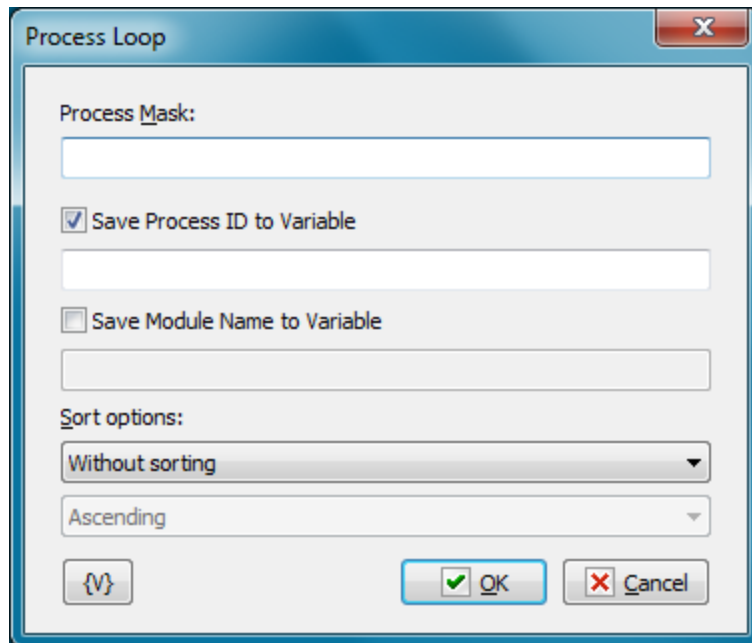 Process Loop
Process Mask:
Save Process ID to Variable
Save Module Name to Variable
Sort options:
Without sorting
Ascending
{V} OK Cancel